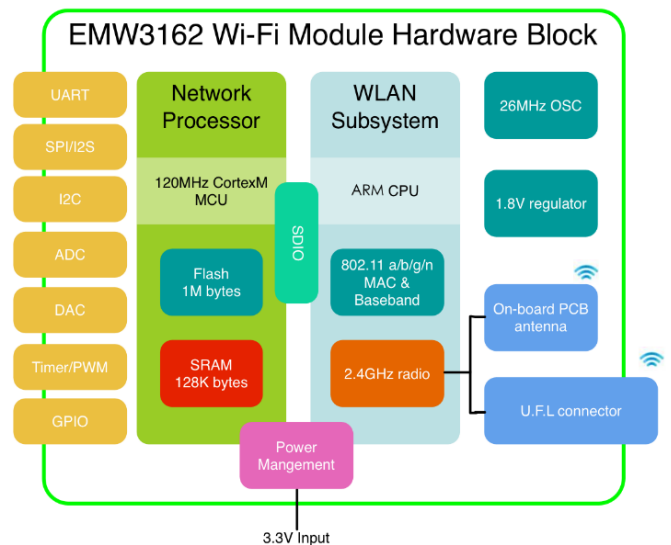 EMW3162 Wi-Fi Module Hardware Block
UART
SPI/I2S
I2C
ADC
DAC
Timer/PWM
GPIO
Network
Processor
120MHz CortexM
MCU
Flash
1M bytes
SRAM
128K bytes
SDIO
WLAN
Subsystem
ARM CPU
802.11 a/b/g/n
MAC &
Baseband
2.4GHz radio
26MHz OSC
1.8V regulator
On-board PCB
antenna
U.F.L connector
Power
Mangement
3.3V Input